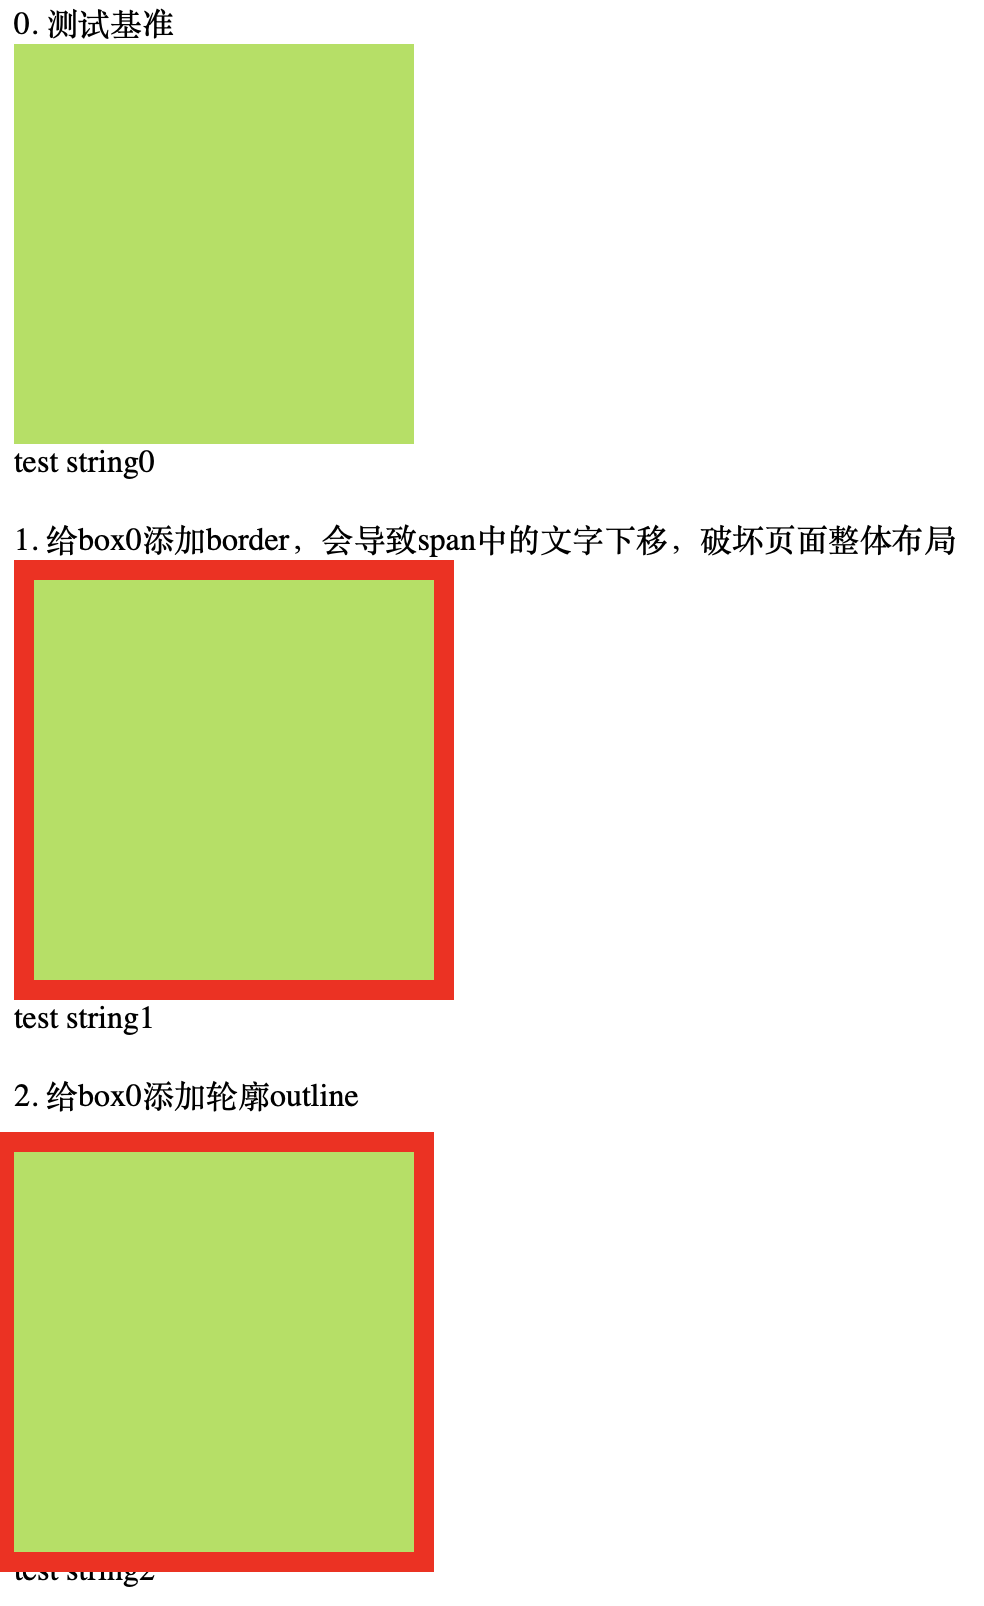 0. 测试基准
test string0
1. 给box0添加border，会导致span中的文字下移，破坏页面整体布局
test string1
2. 给box0添加轮廓outline
test string2